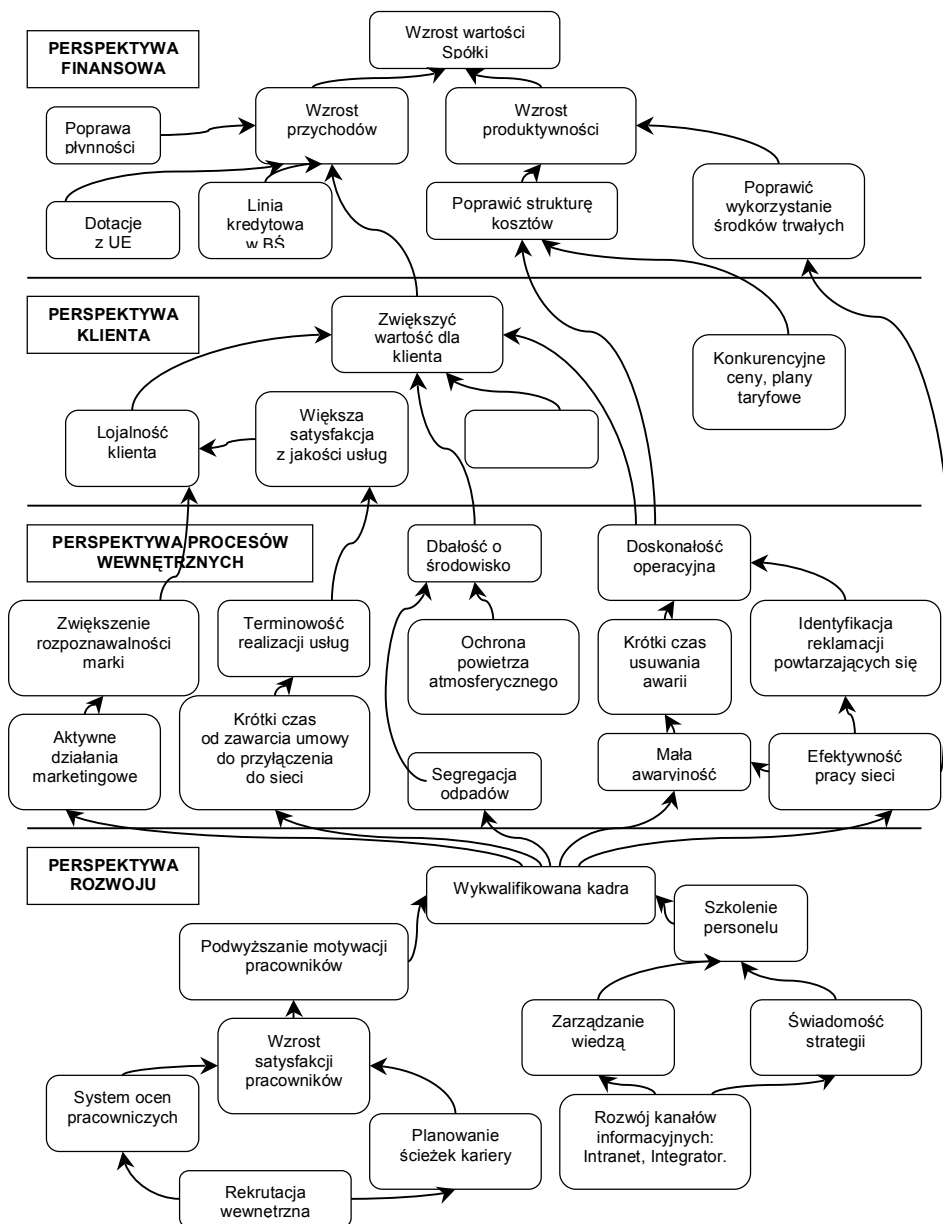 PERSPEKTYWA
FINANSOWA
Wzrost wartości
Spółki
Poprawa
płynności
Wzrost
przychodów
Wzrost
produktywności
Dotacje
z UE
Linia
kredytowa
w BŚ
Poprawić strukturę
kosztów
Poprawić
wykorzystanie
środków trwałych
PERSPEKTYWA
KLIENTA
Zwiększyć
wartość dla
klienta
Konkurencyjne
ceny, plany
taryfowe
Lojalność
klienta
Większa
satysfakcja
z jakości usług
PERSPEKTYWA PROCESÓW
WEWNĘTRZNYCH
Dbałość o
środowisko
Doskonałość
operacyjna
Zwiększenie
rozpoznawalności
marki
Terminowość
realizacji usług
Ochrona
powietrza
atmosferycznego
Krótki czas
usuwania
awarii
Identyfikacja
reklamacji
powtarzających się
Aktywne
działania
marketingowe
Krótki czas
od zawarcia umowy
do przyłączenia
do sieci
Segregacja
odpadów
Mała
awaryjność
Efektywność
pracy sieci
PERSPEKTYWA
ROZWOJU
Wykwalifikowana kadra
Szkolenie
personelu
Podwyższanie motywacji
pracowników
Wzrost
satysfakcji
pracowników
Zarządzanie
wiedzą
Świadomość
strategii
System ocen
pracowniczych
Planowanie
ścieżek kariery
Rozwój kanałów
informacyjnych:
Intranet, Integrator.
Rekrutacja
wewnętrzna